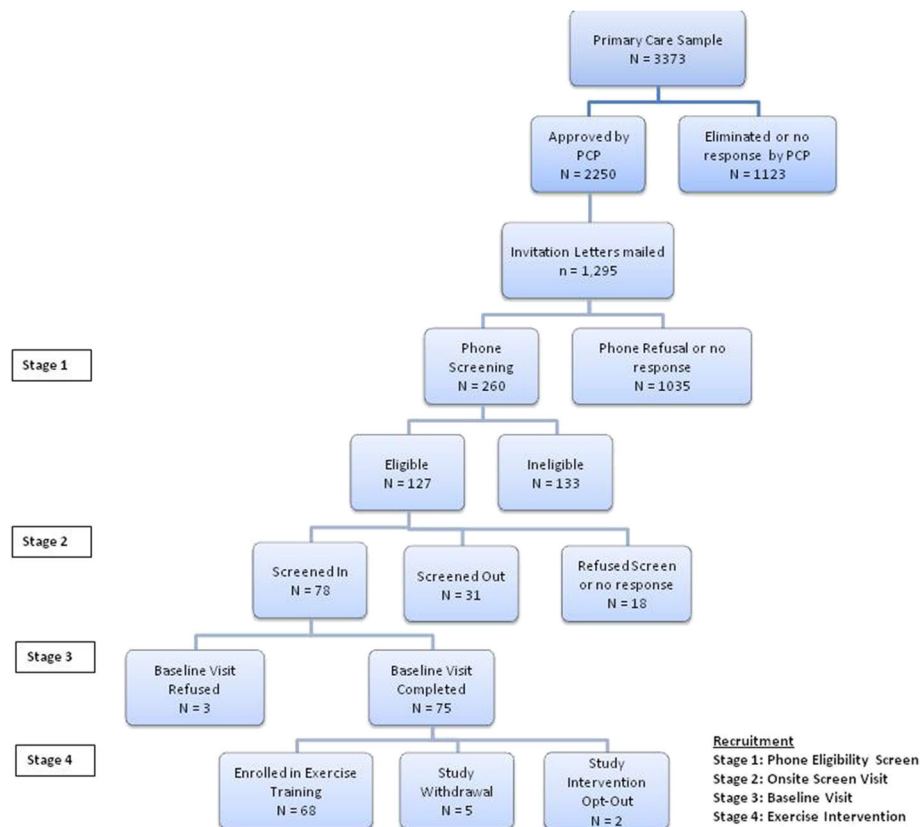 Primary Care Sample
N = 3373
Approved by
PCP
N = 2250
Eliminated or no
response by PCP
N = 1123
Invitation Letters mailed
n = 1,295
Stage 1
Phone
Screening
N = 260
Phone Refusal or no
response
N = 1035
Eligible
N = 127
Ineligible
N = 133
Stage 2
Screened In
N = 78
Screened Out
N = 31
Refused Screen
or no response
N = 18
Stage 3
Baseline Visit
Refused
N = 3
Baseline Visit
Completed
N = 75
Stage 4
Enrolled in Exercise
Training
N = 68
Study
Withdrawal
N = 5
Study
Intervention
Opt-Out
N = 2
Recruitment
Stage 1: Phone Eligibility Screen
Stage 2: Onsite Screen Visit
Stage 3: Baseline Visit
Stage 4: Exercise Intervention